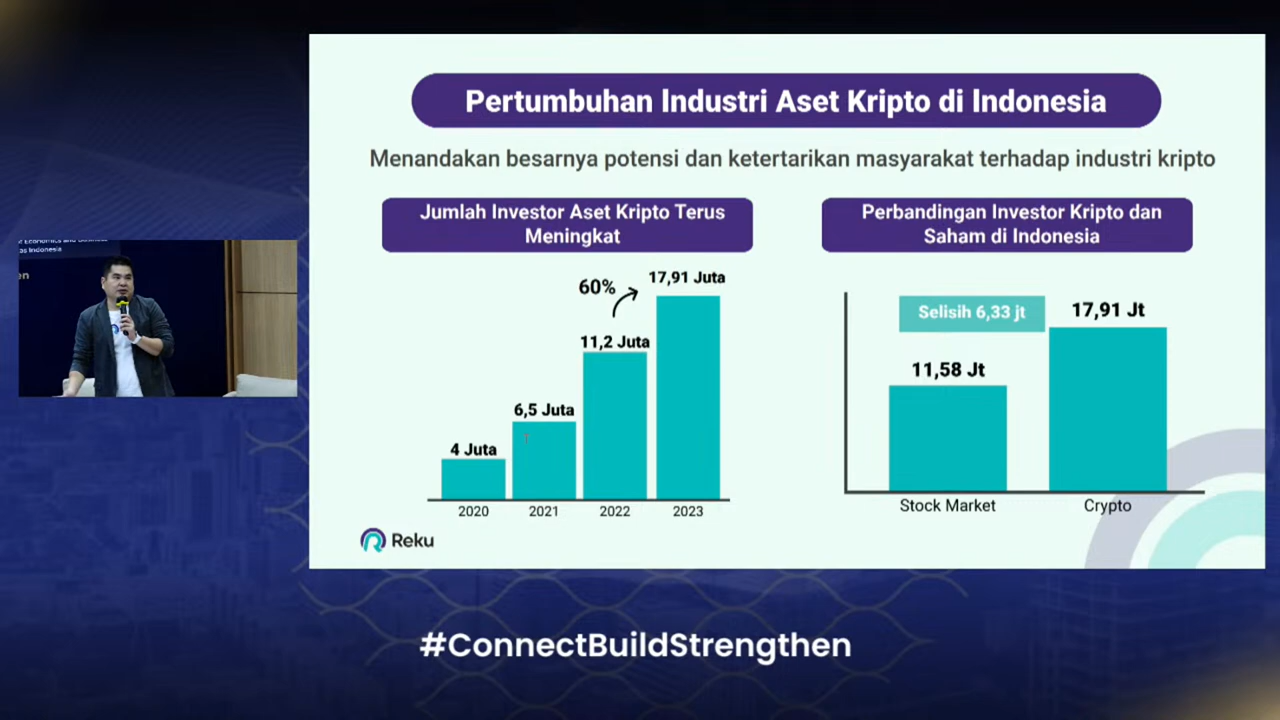 Pertumbuhan Industri Aset Kripto di Indonesia
Menandakan besarnya potensi dan ketertarikan masyarakat terhadap industri kripto
Jumlah Investor Aset Kripto Terus
Meningkat
60%
17,91 Juta
11,2 Juta
6,5 Juta
4 Juta
2020
2021
2022
2023
Perbandingan Investor Kripto dan
Saham di Indonesia
Selisih 6,33 jt
17,91 Jt
11,58 Jt
Stock Market
Crypto
Reku
Economics and
Indonesia
#ConnectBuildStrengthen